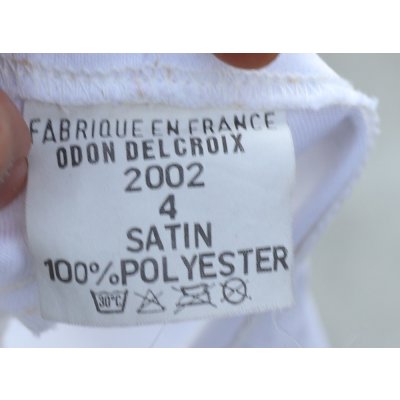 FABRIQUE EN FRANCE
ODON DELCROIX
2002
4
SATIN
100%POLYESTER
30°C